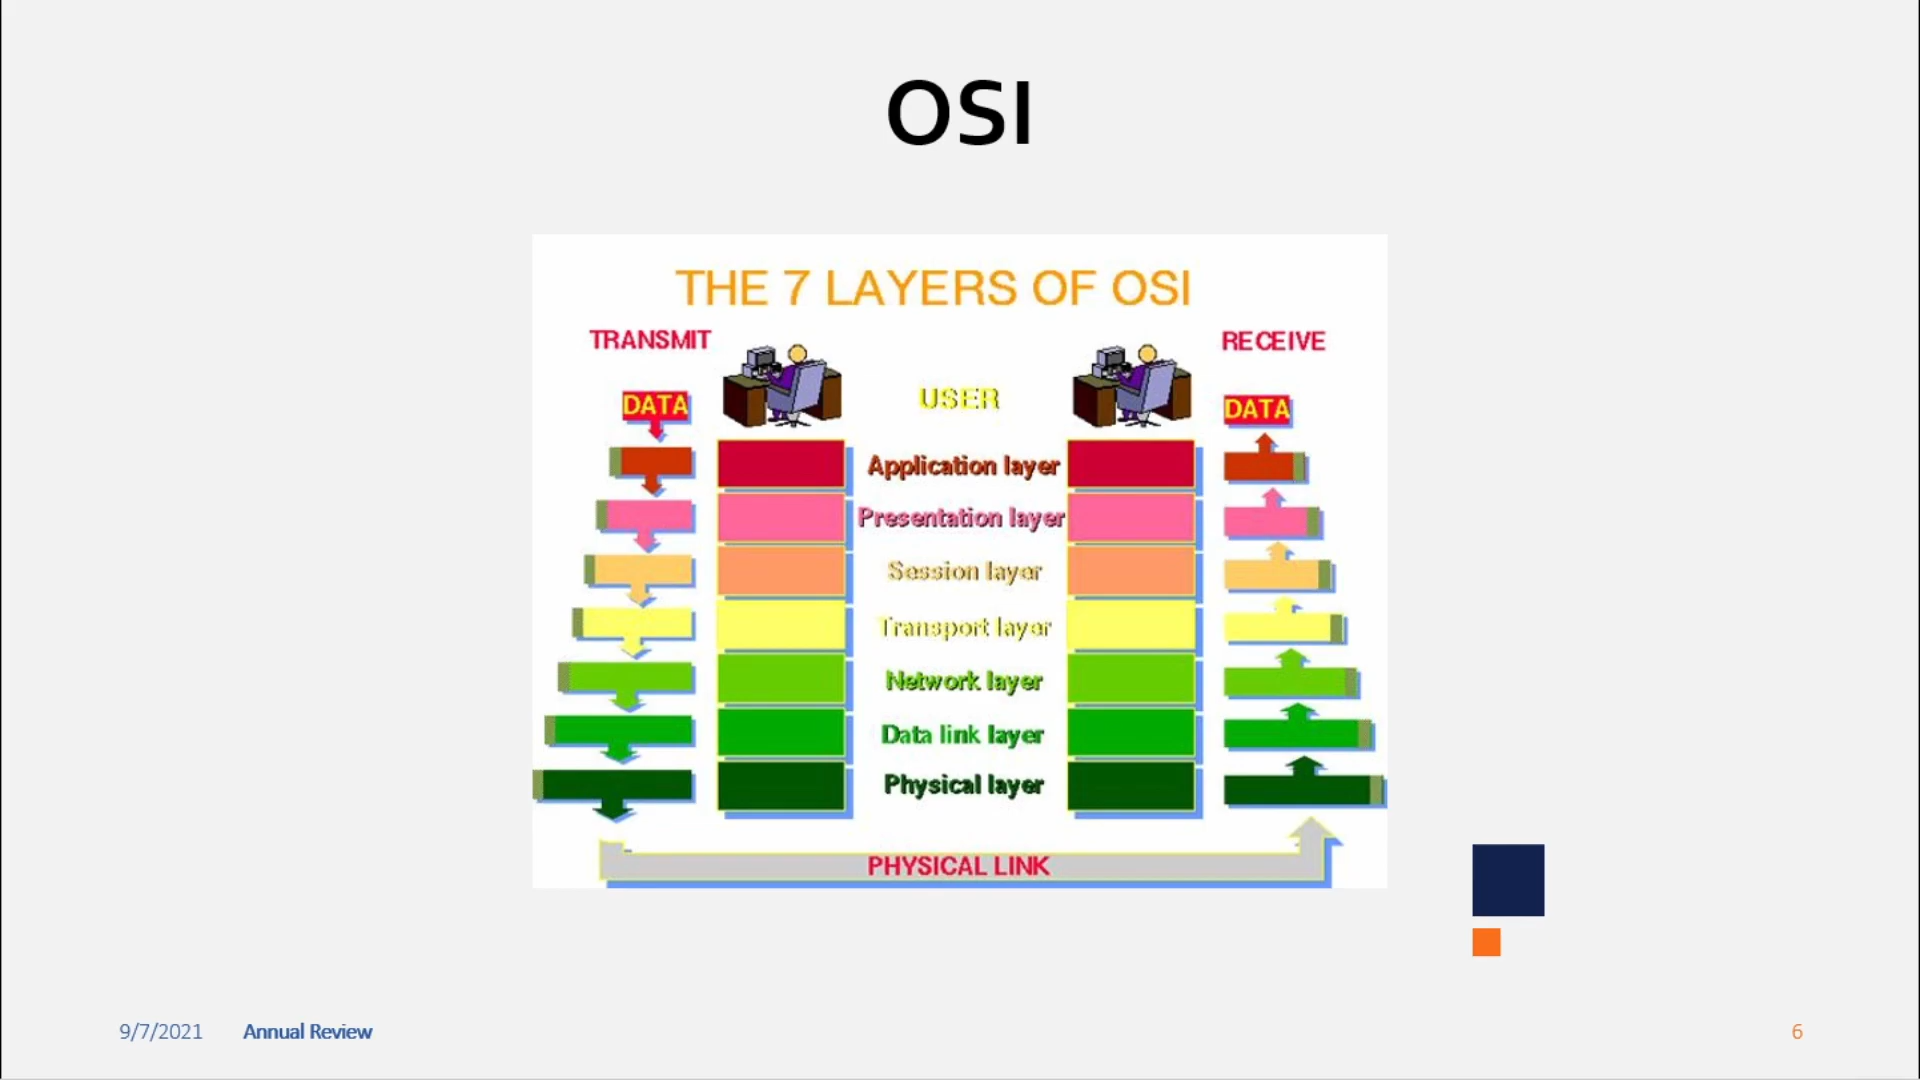 OSI
THE 7 LAYERS OF OSI
TRANSMIT
RECEIVE
DATA
USER
DATA
Application layer
Presentation layer
Session layer
Transport layer
Network layer
Data link layer
Physical layer
PHYSICAL LINK
9/7/2021
Annual Review
6